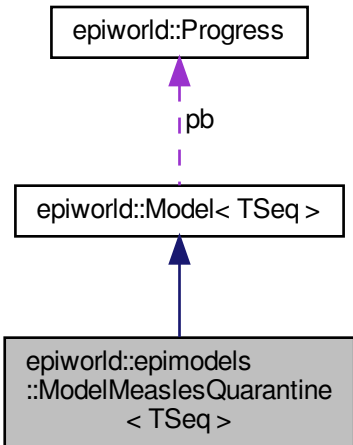 epiworld::Progress
pb
epiworld::Model< TSeq >
epiworld::epimodels
::ModelMeaslesQuarantine
< TSeq >